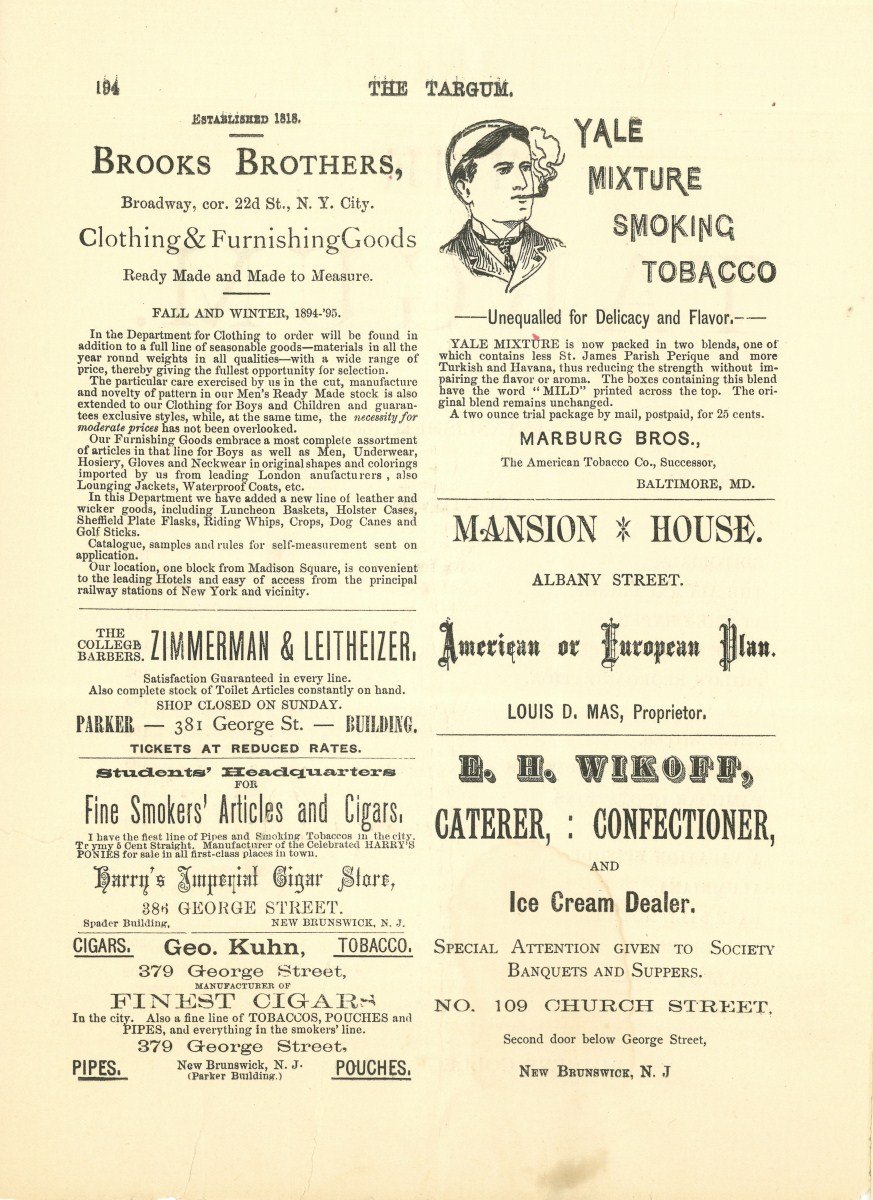 194
THE TARGUM.
ESTABLISHED 1818.
BROOKS BROTHERS,
Broadway, cor. 22d St., N. Y. City.
Clothing & Furnishing Goods
Ready Made and Made to Measure.
FALL AND WINTER, 1894-'95.
In the Department for Clothing to order will be found in
addition to a full line of seasonable goods—materials in all the
year round weights in all qualities—with a wide range of
price, thereby giving the fullest opportunity for selection.
The particular care exercised by us in the cut, manufacture
and novelty of pattern in our Men's Ready Made stock is also
extended to our Clothing for Boys and Children and guaran-
tees exclusive styles, while, at the same time, the necessity for
moderate prices has not been overlooked.
Our Furnishing Goods embrace a most complete assortment
of articles in that line for Boys as well as Men, Underwear,
Hosiery, Gloves and Neckwear in original shapes and colorings
imported by us from leading London anufacturers , also
Lounging Jackets, Waterproof Coats, etc.
In this Department we have added a new line of leather and
wicker goods, including Luncheon Baskets, Holster Cases,
Sheffield Plate Flasks, Riding Whips, Crops, Dog Canes and
Golf Sticks.
Catalogue, samples and rules for self-measurement sent on
application.
Our location, one block from Madison Square, is convenient
to the leading Hotels and easy of access from the principal
railway stations of New York and vicinity.
THE
COLLEGE
BARBERS.
ZIMMERMAN & LEITHEIZER,
Satisfaction Guaranteed in every line.
Also complete stock of Toilet Articles constantly on hand.
SHOP CLOSED ON SUNDAY.
PARKER — 381 George St. — BUILDING.
TICKETS AT REDUCED RATES.
Students' Headquarters
FOR
Fine Smokers' Articles and Cigars,
I have the fiest line of Pipes and Smoking Tobaccos in the city.
Tr ymy 5 Cent Straight. Manufacturer of the Celebrated HARRY'S
PONIES for sale in all first-class places in town.
Harry's Imperial Cigar Store,
386 GEORGE STREET.
Spader Building, NEW BRUNSWICK, N. J.
CIGARS. Geo. Kuhn, TOBACCO.
379 George Street,
MANUFACTURER OF
FINEST CIGARS
In the city. Also a fine line of TOBACCOS, POUCHES and
PIPES, and everything in the smokers' line.
379 George Street,
PIPES. New Brunswick, N. J. POUCHES.
(Parker Building.)
YALE
MIXTURE
SMOKING
TOBACCO
—Unequalled for Delicacy and Flavor.—
YALE MIXTURE is now packed in two blends, one of
which contains less St. James Parish Perique and more
Turkish and Havana, thus reducing the strength without im-
pairing the flavor or aroma. The boxes containing this blend
have the word "MILD" printed across the top. The ori-
ginal blend remains unchanged.
A two ounce trial package by mail, postpaid, for 25 cents.
MARBURG BROS.,
The American Tobacco Co., Successor,
BALTIMORE, MD.
MANSION * HOUSE.
ALBANY STREET.
American or European Plan.
LOUIS D. MAS, Proprietor.
E. H. WIKOFF,
CATERER, : CONFECTIONER,
AND
Ice Cream Dealer.
SPECIAL ATTENTION GIVEN TO SOCIETY
BANQUETS AND SUPPERS.
NO. 109 CHURCH STREET,
Second door below George Street,
NEW BRUNSWICK, N. J